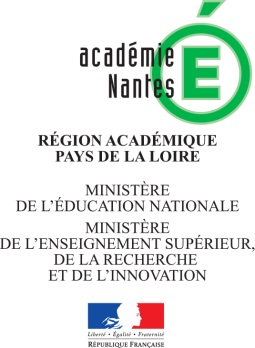 académie
Nantes
É
RÉGION ACADÉMIQUE
PAYS DE LA LOIRE
MINISTÈRE
DE L'ÉDUCATION NATIONALE
MINISTÈRE
DE L'ENSEIGNEMENT SUPÉRIEUR,
DE LA RECHERCHE
ET DE L'INNOVATION
Liberté • Égalité • Fraternité
RÉPUBLIQUE FRANÇAISE